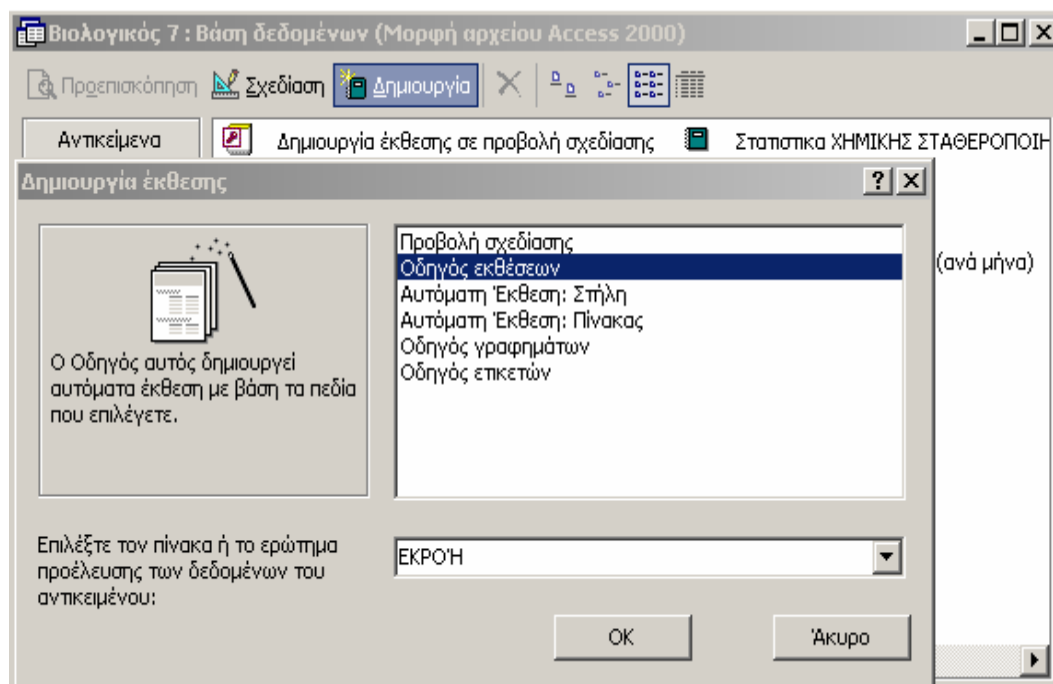 Βιολογικός 7 : Βάση δεδομένων (Μορφή αρχείου Access 2000)
Προεπισκόπηση Σχεδίαση Δημιουργία
Αντικείμενα Δημιουργία έκθεσης σε προβολή σχεδίασης Στατιστικα ΧΗΜΙΚΗΣ ΣΤΑΘΕΡΟΠΟΙΗ
Δημιουργία έκθεσης
Προβολή σχεδίασης
Οδηγός εκθέσεων
(ανά μήνα)
Αυτόματη Έκθεση: Στήλη
Αυτόματη Έκθεση: Πίνακας
Οδηγός γραφημάτων
Οδηγός ετικετών
Ο Οδηγός αυτός δημιουργεί
αυτόματα έκθεση με βάση τα πεδία
που επιλέγετε.
Επιλέξτε τον πίνακα ή το ερώτημα
προέλευσης των δεδομένων του
αντικειμένου:
ΕΚΡΟΉ
OK Άκυρο